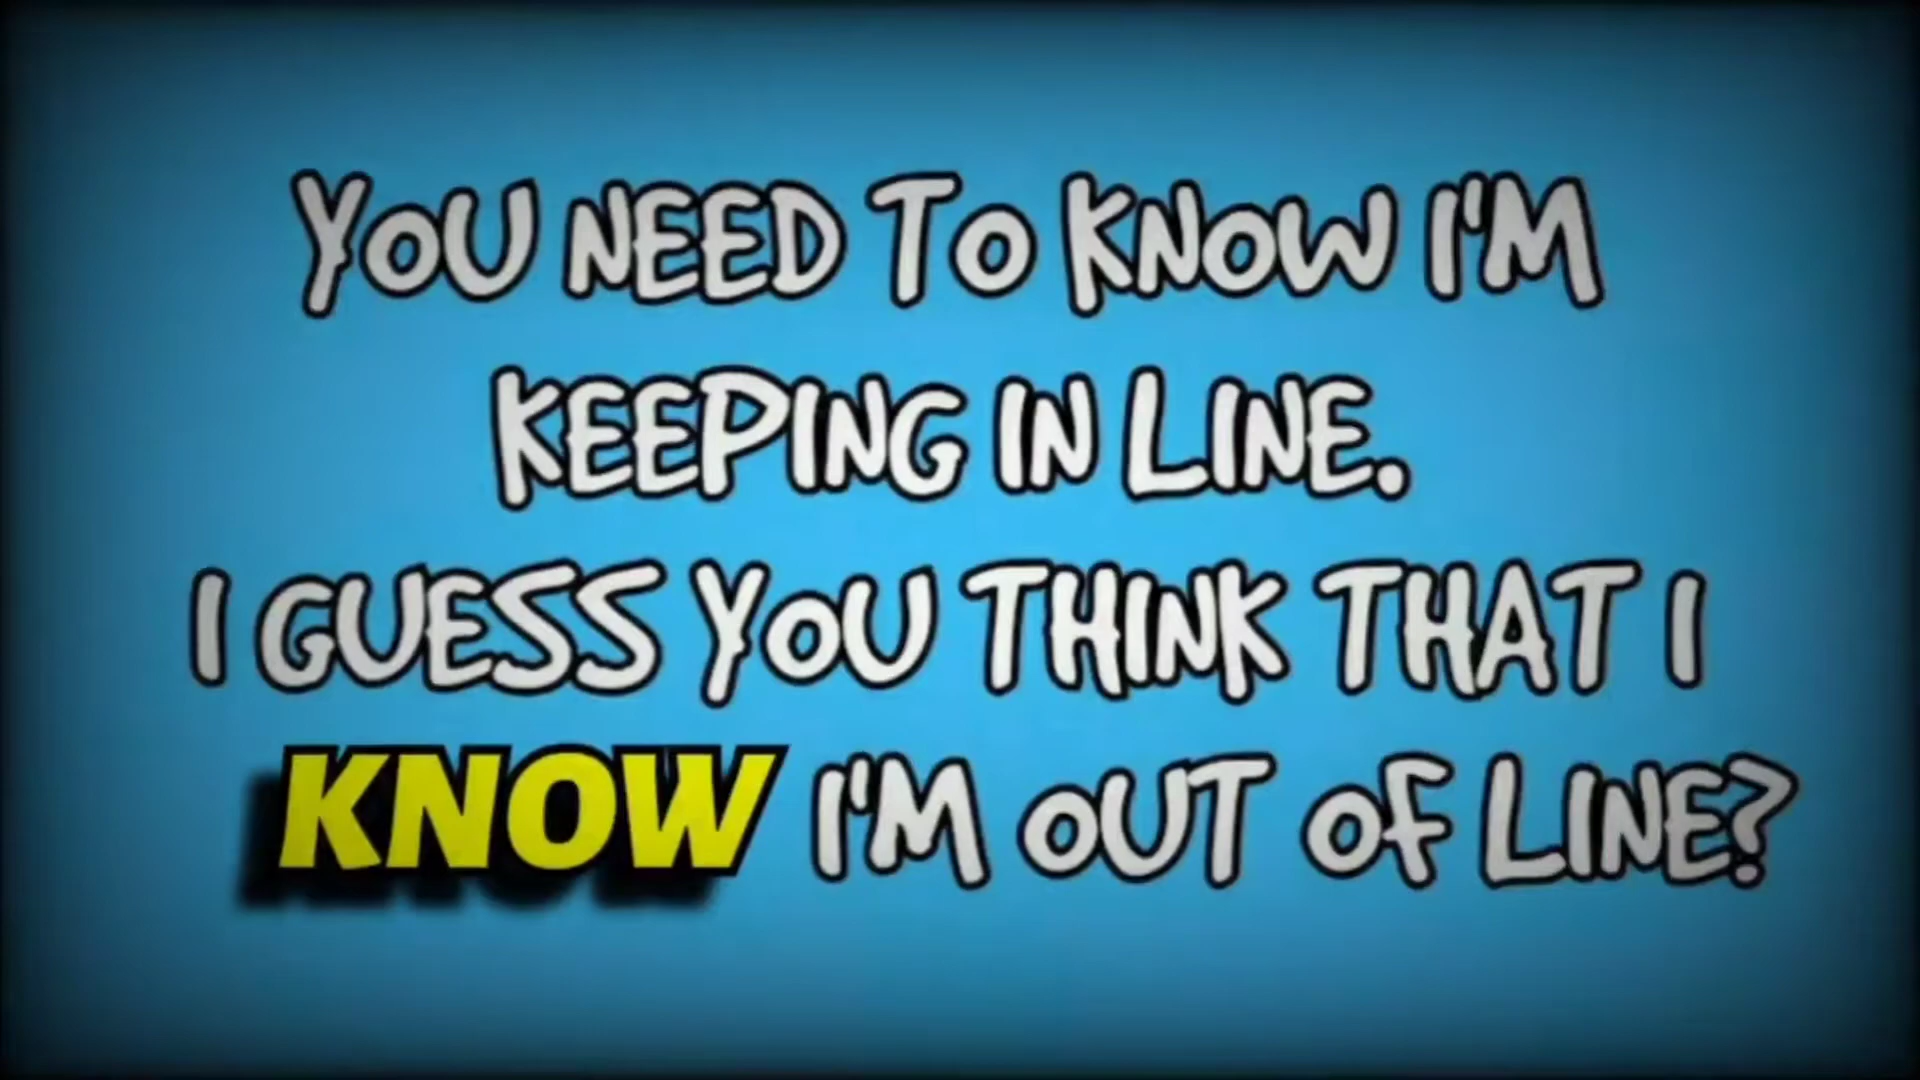 YOU NEED TO KNOW I'M
KEEPING IN LINE.
I GUESS YOU THINK THAT I
KNOW I'M OUT OF LINE?